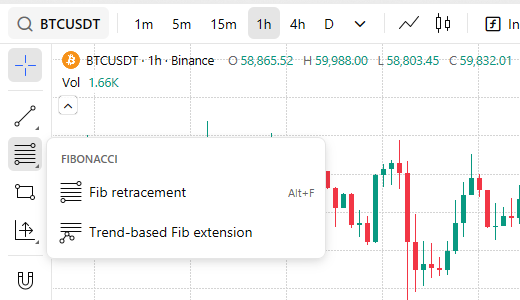 BTCUSDT 1m 5m 15m 1h 4h D In
BTCUSDT · 1h · Binance O 58,865.52 H 59,988.00 L 58,803.45 C 59,832.01
Vol 1.66K
FIBONACCI
Fib retracement Alt+F
Trend-based Fib extension